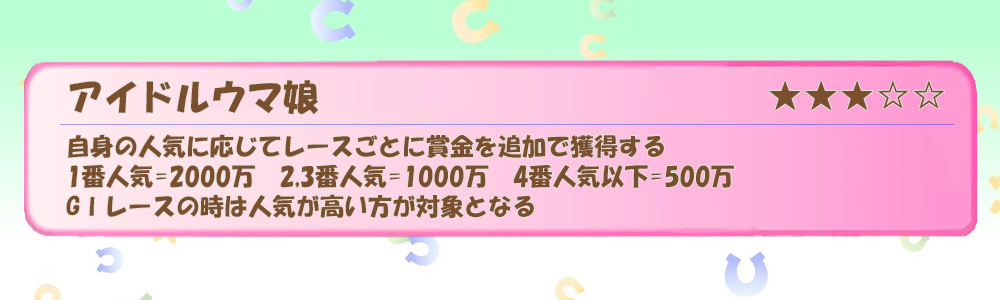 アイドルウマ娘 ★★★☆☆
自身の人気に応じてレースごとに賞金を追加で獲得する
1番人気=2000万　2,3番人気=1000万　4番人気以下=500万
GⅠレースの時は人気が高い方が対象となる